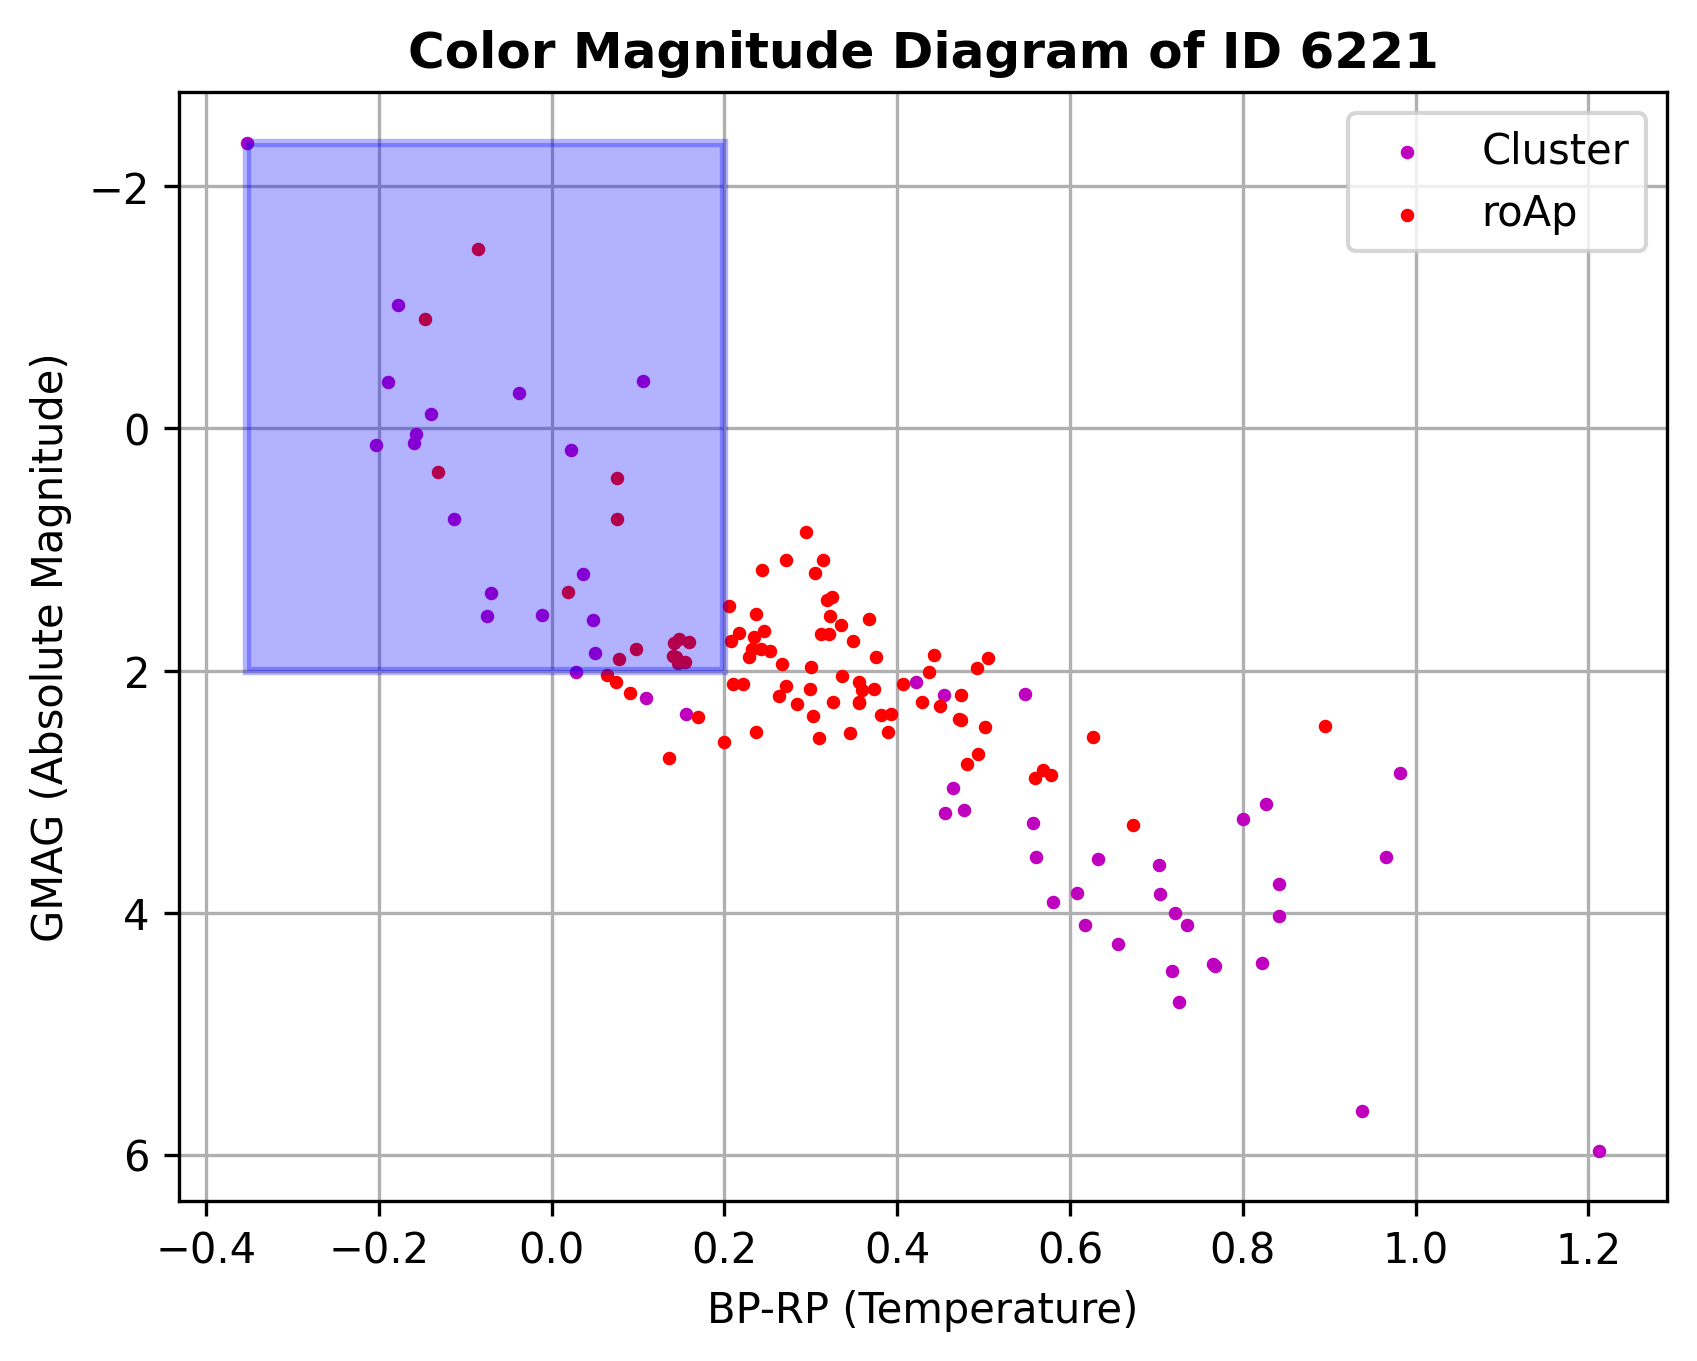 Color Magnitude Diagram of ID 6221
Cluster
roAp
−2
0
2
4
6
GMAG (Absolute Magnitude)
−0.4 −0.2 0.0 0.2 0.4 0.6 0.8 1.0 1.2
BP-RP (Temperature)